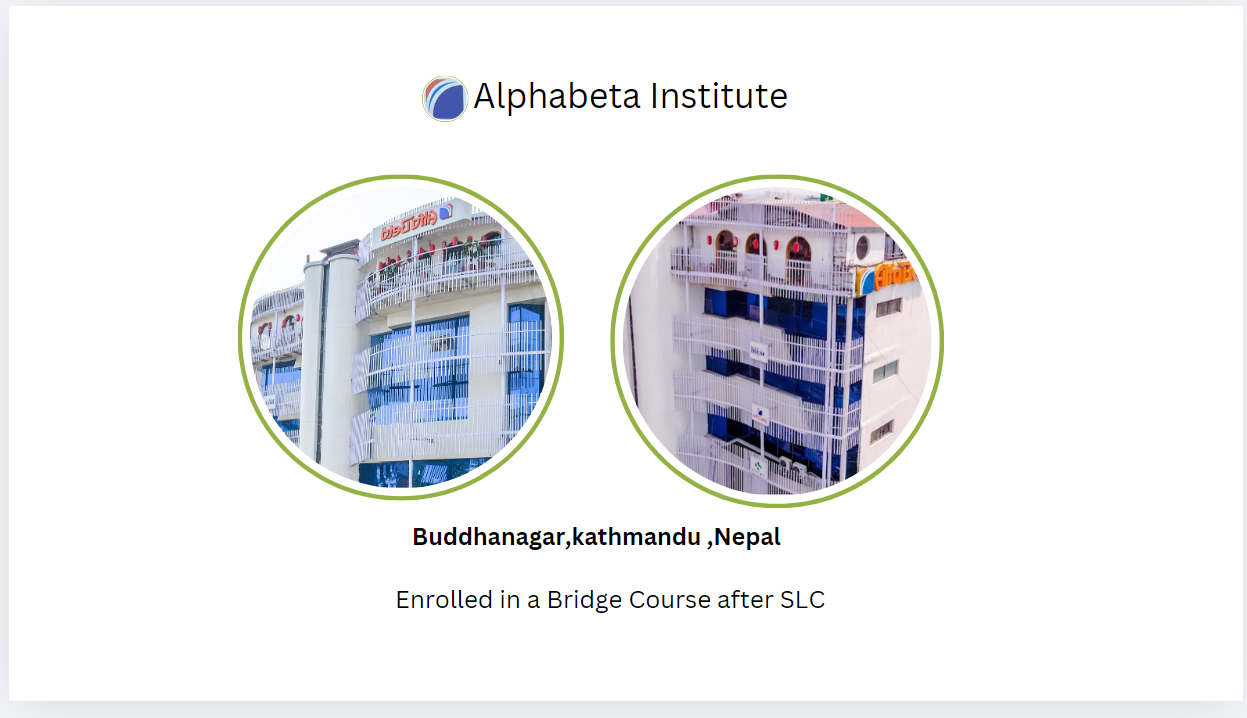 Alphabeta Institute
Buddhanagar,kathmandu ,Nepal
Enrolled in a Bridge Course after SLC